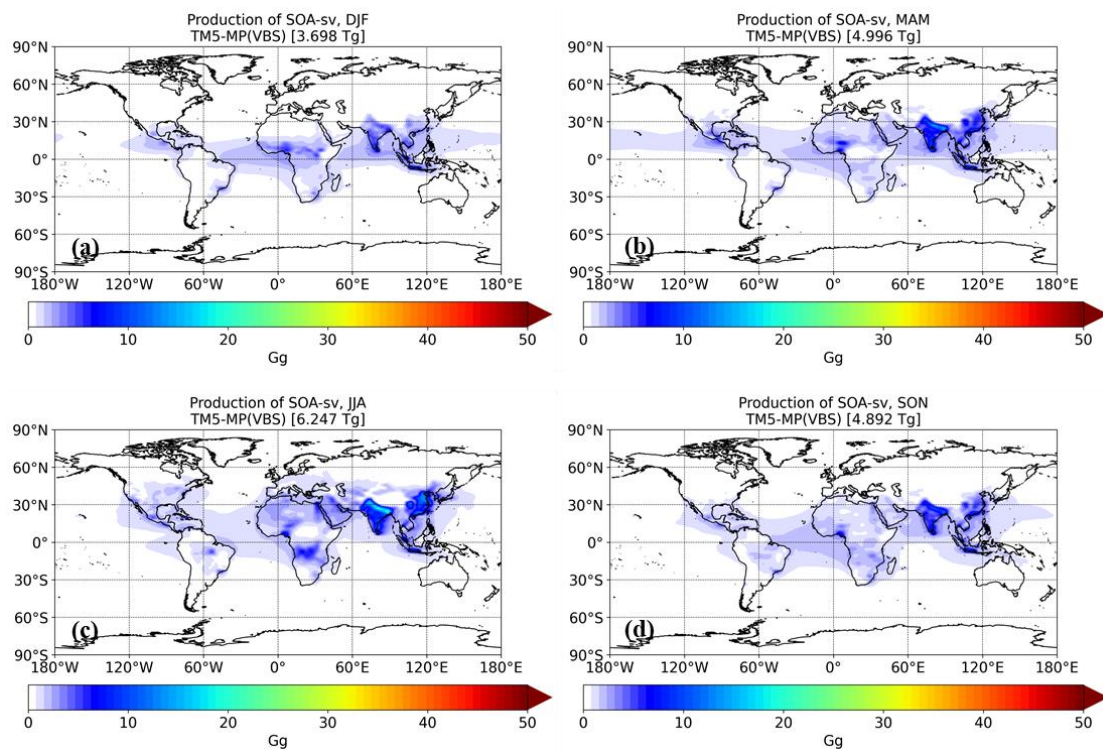 Production of SOA-sv, DJF
TM5-MP(VBS) [3.698 Tg]
90°N
60°N
30°N
0°
30°S
60°S
90°S
(a)
180°W 120°W 60°W 0° 60°E 120°E 180°E
0 10 20 30 40 50
Gg
Production of SOA-sv, MAM
TM5-MP(VBS) [4.996 Tg]
90°N
60°N
30°N
0°
30°S
60°S
90°S
(b)
180°W 120°W 60°W 0° 60°E 120°E 180°E
0 10 20 30 40 50
Gg
Production of SOA-sv, JJA
TM5-MP(VBS) [6.247 Tg]
90°N
60°N
30°N
0°
30°S
60°S
90°S
(c)
180°W 120°W 60°W 0° 60°E 120°E 180°E
0 10 20 30 40 50
Gg
Production of SOA-sv, SON
TM5-MP(VBS) [4.892 Tg]
90°N
60°N
30°N
0°
30°S
60°S
90°S
(d)
180°W 120°W 60°W 0° 60°E 120°E 180°E
0 10 20 30 40 50
Gg